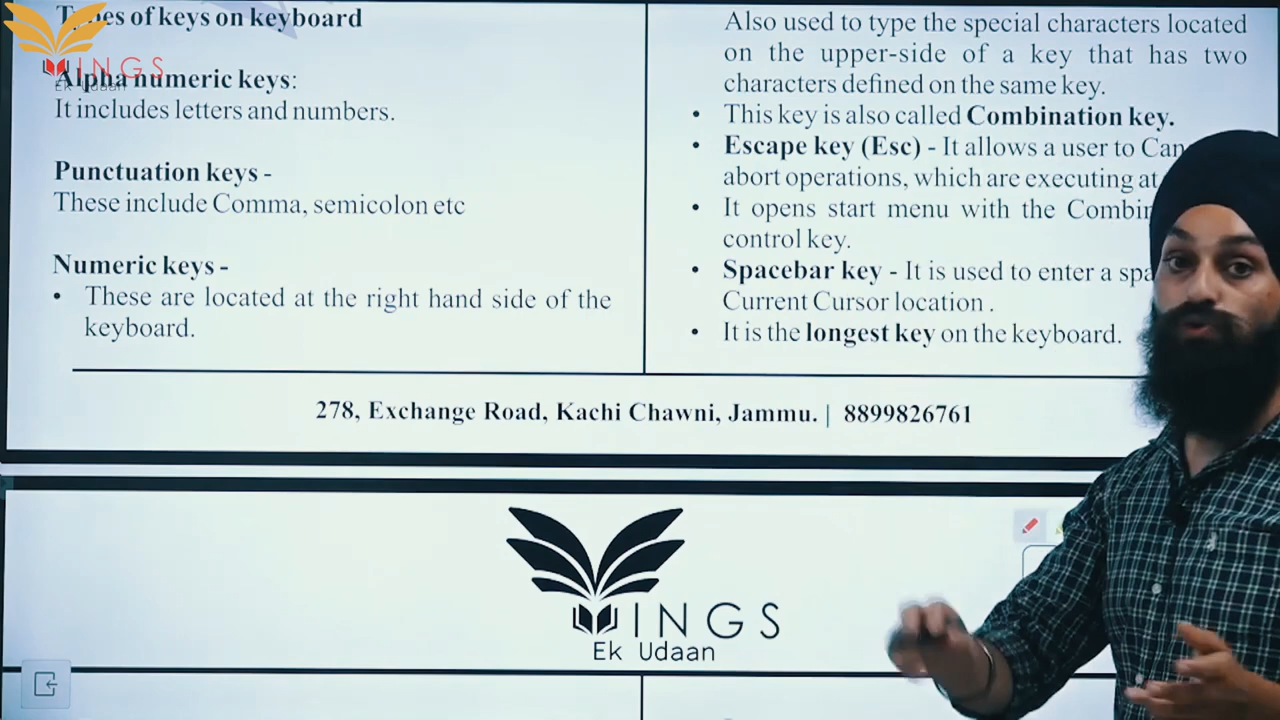 Types of keys on keyboard
WINGS
Ek Udaan
Alpha numeric keys:
It includes letters and numbers.
Punctuation keys -
These include Comma, semicolon etc
Numeric keys -
• These are located at the right hand side of the
keyboard.
Also used to type the special characters located
on the upper-side of a key that has two
characters defined on the same key.
• This key is also called Combination key.
• Escape key (Esc) - It allows a user to
abort operations, which are executing at
• It opens start menu with the
control key.
• Spacebar key - It is used to enter a
Current Cursor location .
• It is the longest key on the keyboard.
278, Exchange Road, Kachi Chawni, Jammu. | 8899826761
WINGS
Ek Udaan